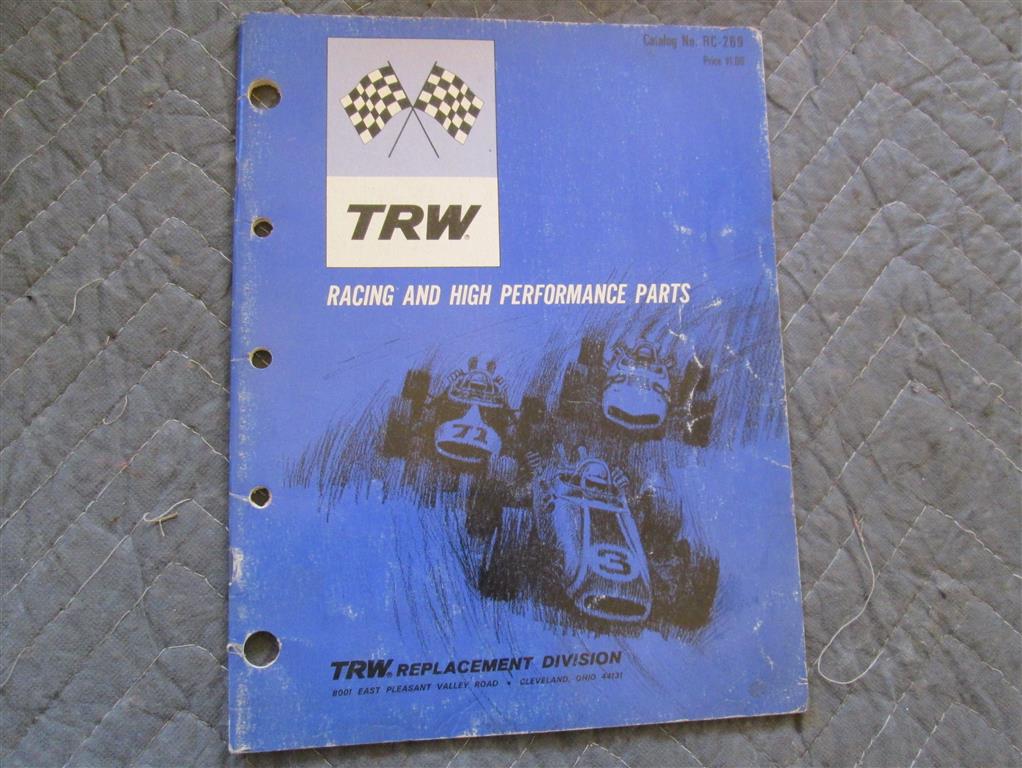 Catalog No. RC-269
Price $1.00
TRW®
RACING AND HIGH PERFORMANCE PARTS
71
3
TRW® REPLACEMENT DIVISION
8001 EAST PLEASANT VALLEY ROAD • CLEVELAND, OHIO 44131